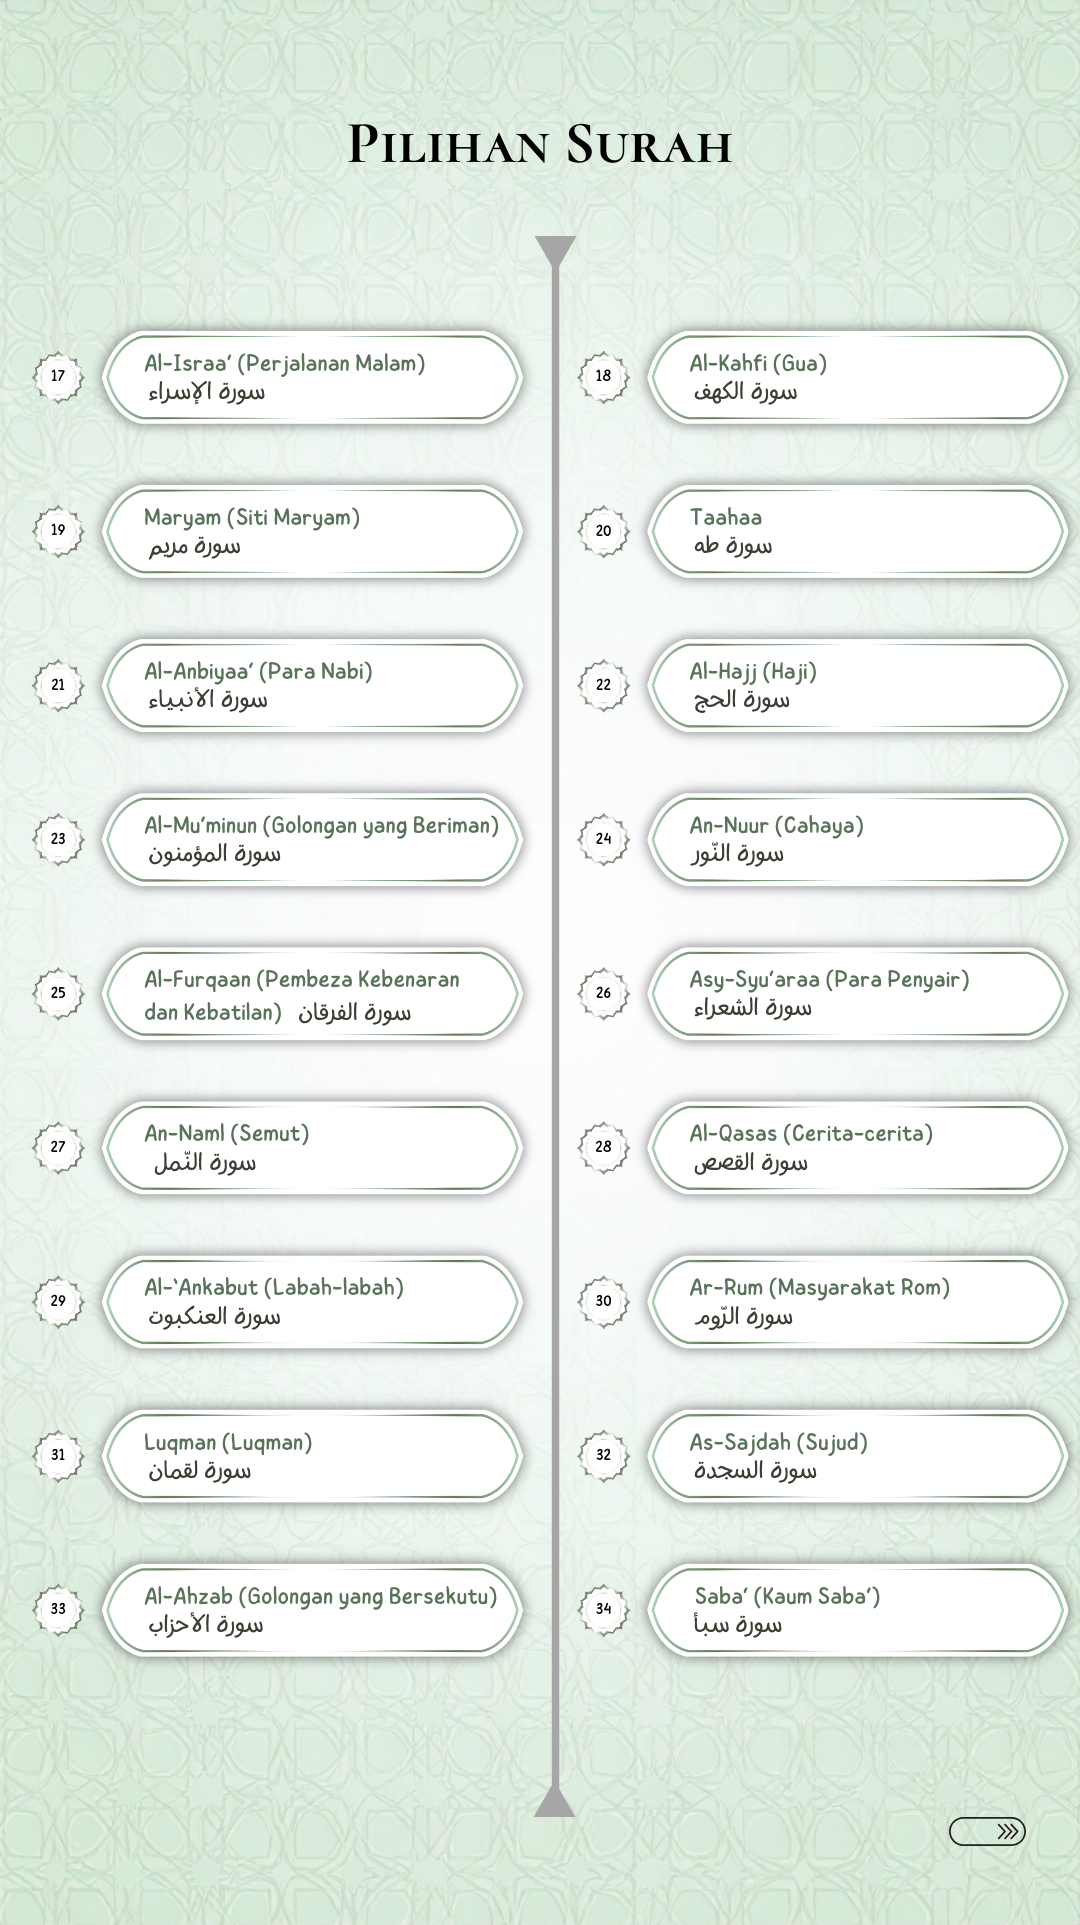 Pilihan Surah
17
Al-Israa’ (Perjalanan Malam)
سورة الإسراء
18
Al-Kahfi (Gua)
سورة الكهف
19
Maryam (Siti Maryam)
سورة مريم
20
Taahaa
سورة طه
21
Al-Anbiyaa’ (Para Nabi)
سورة الأنبياء
22
Al-Hajj (Haji)
سورة الحج
23
Al-Mu’minun (Golongan yang Beriman)
سورة المؤمنون
24
An-Nuur (Cahaya)
سورة النّور
25
Al-Furqaan (Pembeza Kebenaran
dan Kebatilan) سورة الفرقان
26
Asy-Syu’araa (Para Penyair)
سورة الشعراء
27
An-Naml (Semut)
سورة النّمل
28
Al-Qasas (Cerita-cerita)
سورة القصص
29
Al-‘Ankabut (Labah-labah)
سورة العنكبوت
30
Ar-Rum (Masyarakat Rom)
سورة الرّوم
31
Luqman (Luqman)
سورة لقمان
32
As-Sajdah (Sujud)
سورة السجدة
33
Al-Ahzab (Golongan yang Bersekutu)
سورة الأحزاب
34
Saba’ (Kaum Saba’)
سورة سبأ